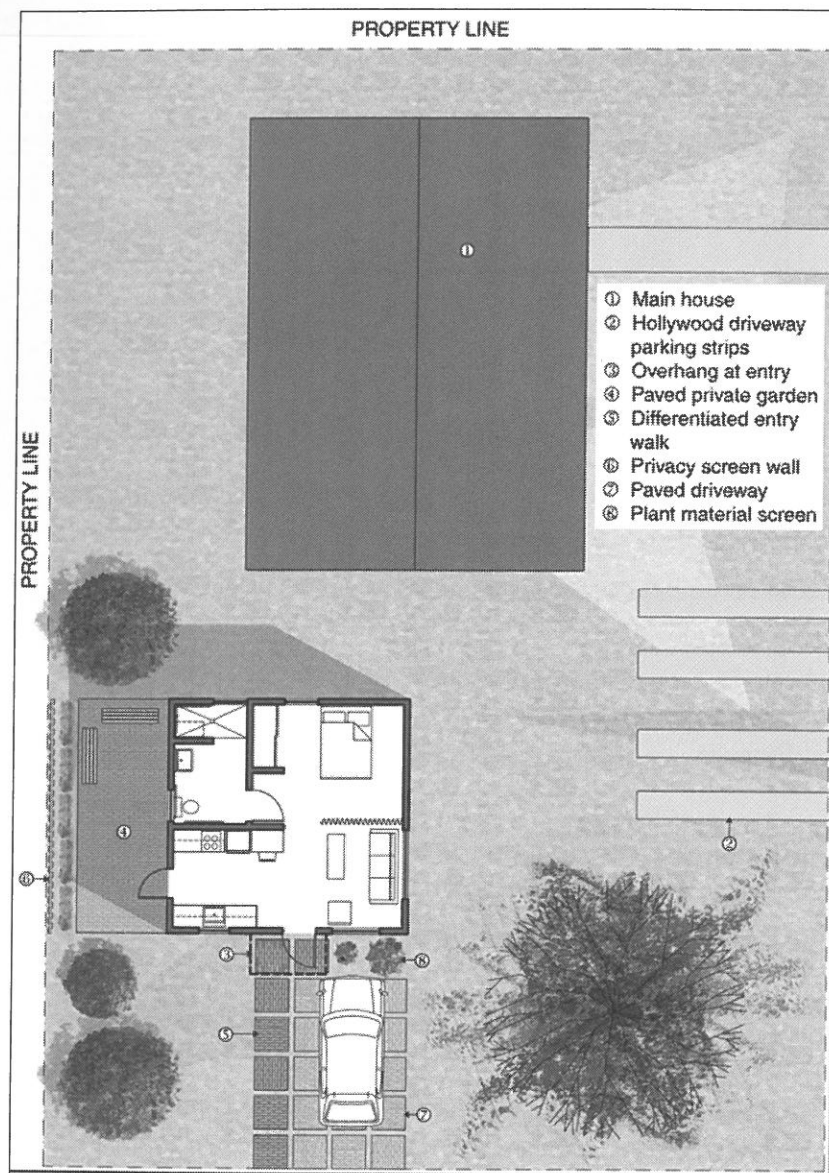 PROPERTY LINE
PROPERTY LINE
①
① Main house
② Hollywood driveway
parking strips
③ Overhang at entry
④ Paved private garden
⑤ Differentiated entry
walk
⑥ Privacy screen wall
⑦ Paved driveway
⑧ Plant material screen
④
②
⑥
③
⑧
⑤
⑦